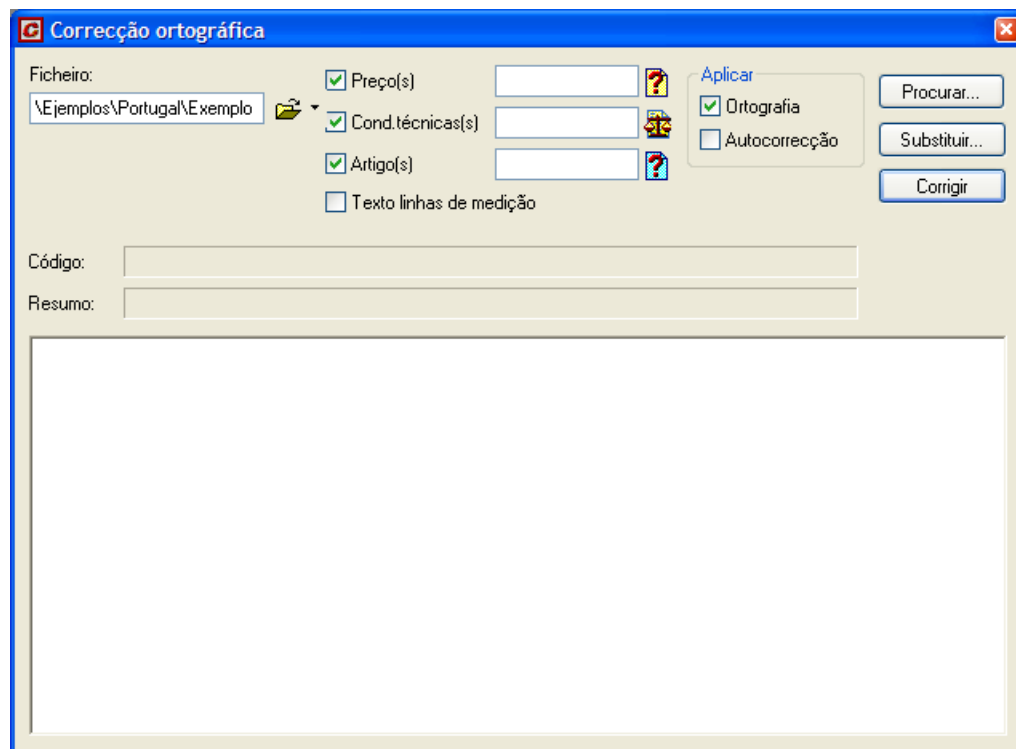 Correcção ortográfica
Ficheiro:
\Ejemplos\Portugal\Exemplo
Preço(s)
Cond.técnicas(s)
Artigo(s)
Texto linhas de medição
Aplicar
Ortografia
Autocorrecção
Procurar...
Substituir...
Corrigir
Código:
Resumo: